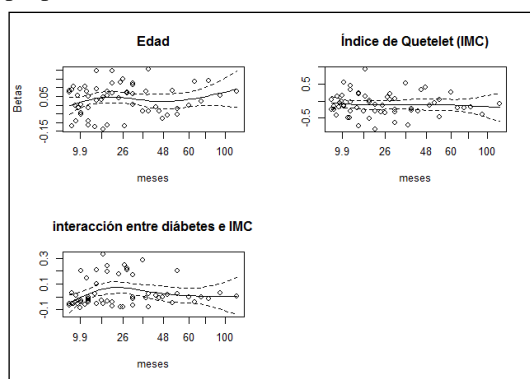 Edad
Betas
0.05
-0.15
9.9 26 48 60 100
meses
Índice de Quetelet (IMC)
0.5
-0.5
9.9 26 48 60 100
meses
interacción entre diábetes e IMC
0.3
0.1
-0.1
9.9 26 48 60 100
meses